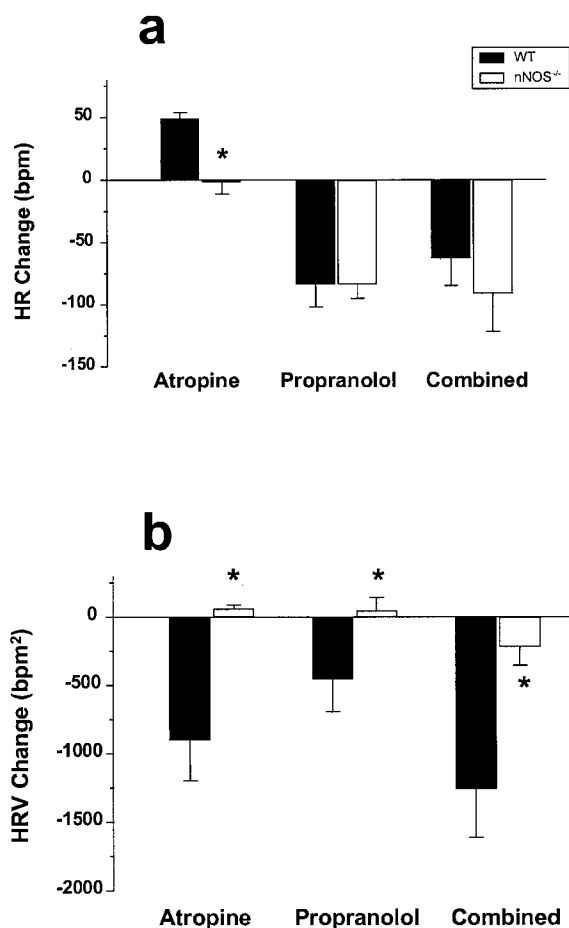 a
WT
nNOS-/-
HR Change (bpm)
50
0
-50
-100
-150
*
Atropine Propranolol Combined
b
HRV Change (bpm²)
0
-500
-1000
-1500
-2000
* *
*
Atropine Propranolol Combined